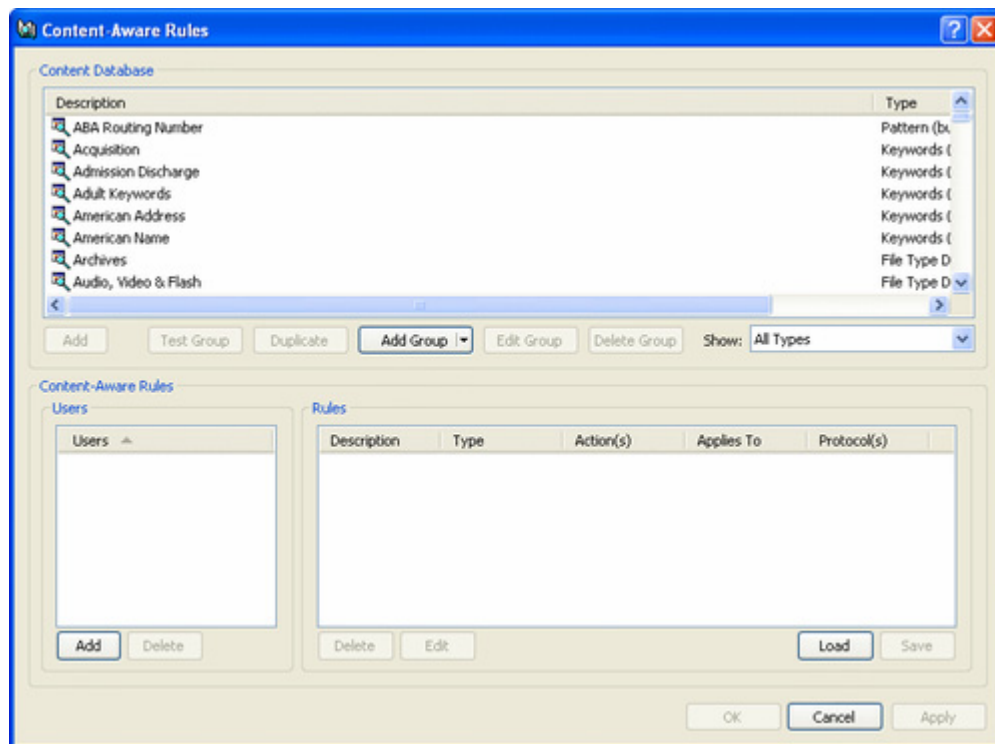 Content-Aware Rules
Content Database
Description Type
ABA Routing Number Pattern (bu
Acquisition Keywords (
Admission Discharge Keywords (
Adult Keywords Keywords (
American Address Keywords (
American Name Keywords (
Archives File Type D
Audio, Video & Flash File Type D
Add Test Group Duplicate Add Group Edit Group Delete Group Show: All Types
Content-Aware Rules
Users Rules
Users Description Type Action(s) Applies To Protocol(s)
Add Delete Delete Edit Load Save
OK Cancel Apply